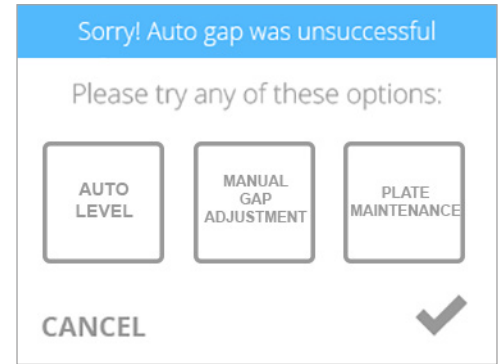 Sorry! Auto gap was unsuccessful
Please try any of these options:
AUTO
LEVEL
MANUAL
GAP
ADJUSTMENT
PLATE
MAINTENANCE
CANCEL